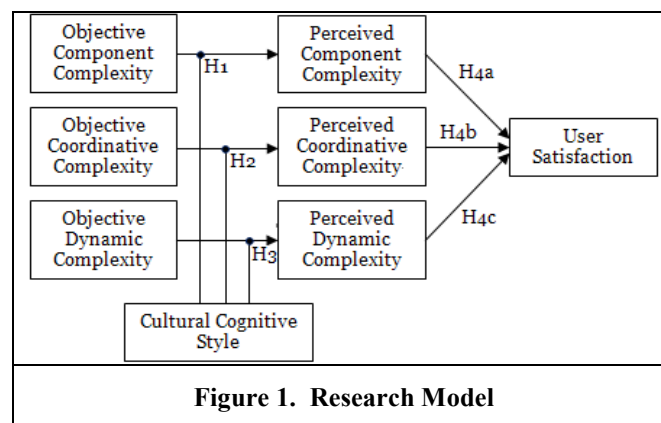 Objective
Component
Complexity
H1
Perceived
Component
Complexity
H4a
Objective
Coordinative
Complexity
H2
Perceived
Coordinative
Complexity
H4b
User
Satisfaction
Objective
Dynamic
Complexity
H3
Perceived
Dynamic
Complexity
H4c
Cultural Cognitive
Style
Figure 1. Research Model